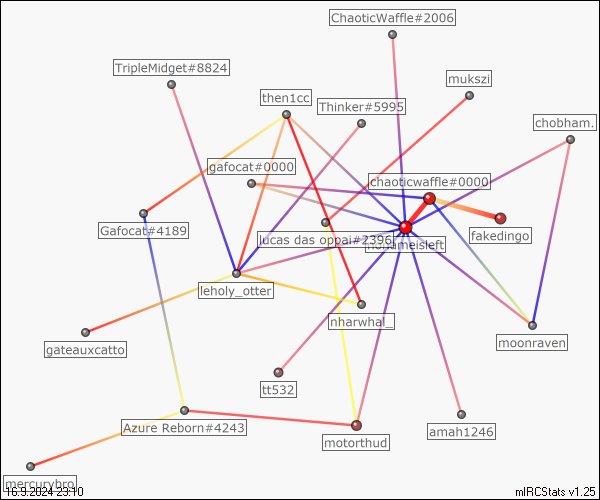 ChaoticWaffle#2006
TripleMidget#8824
mukszi
then1cc
Thinker#5995
chobham.
gafocat#0000
chaoticwaffle#0000
Gafocat#4189
lucas das oppai#2396
fakedingo
leholy_otter
nharwhal_
moonraven
gateauxcatto
tt532
Azure Reborn#4243
motorthud
amah1246
mercurybro
16.9.2024 23:10
mIRCStats v1.25